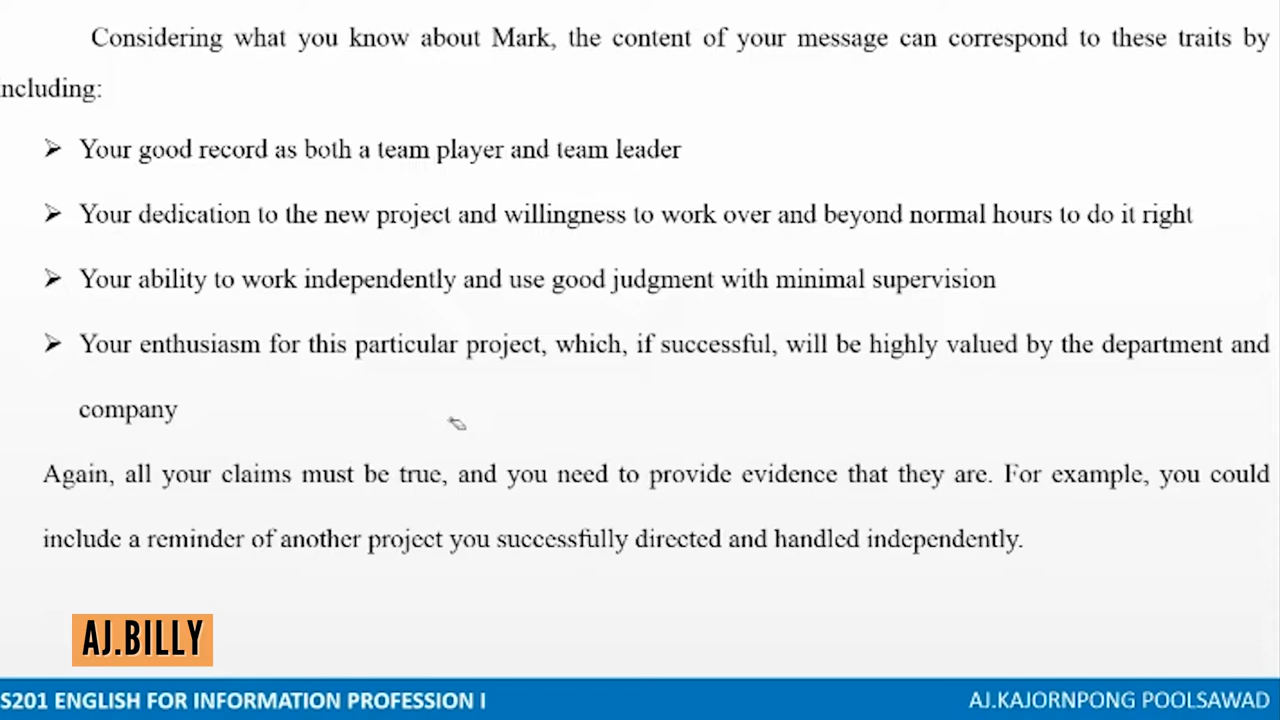 Considering what you know about Mark, the content of your message can correspond to these traits by
including:
➢ Your good record as both a team player and team leader
➢ Your dedication to the new project and willingness to work over and beyond normal hours to do it right
➢ Your ability to work independently and use good judgment with minimal supervision
➢ Your enthusiasm for this particular project, which, if successful, will be highly valued by the department and
company
Again, all your claims must be true, and you need to provide evidence that they are. For example, you could
include a reminder of another project you successfully directed and handled independently.
AJ.BILLY
S201 ENGLISH FOR INFORMATION PROFESSION I
AJ.KAJORNPONG POOLSAWAD